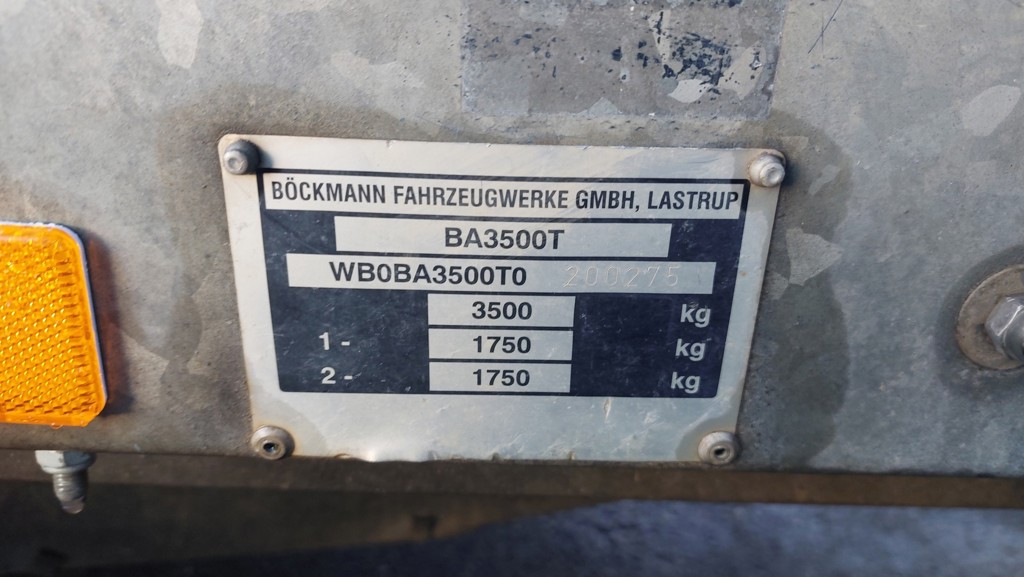 BÖCKMANN FAHRZEUGWERKE GMBH, LASTRUP
BA3500T
WB0BA3500T0 200275
3500 kg
1- 1750 kg
2- 1750 kg